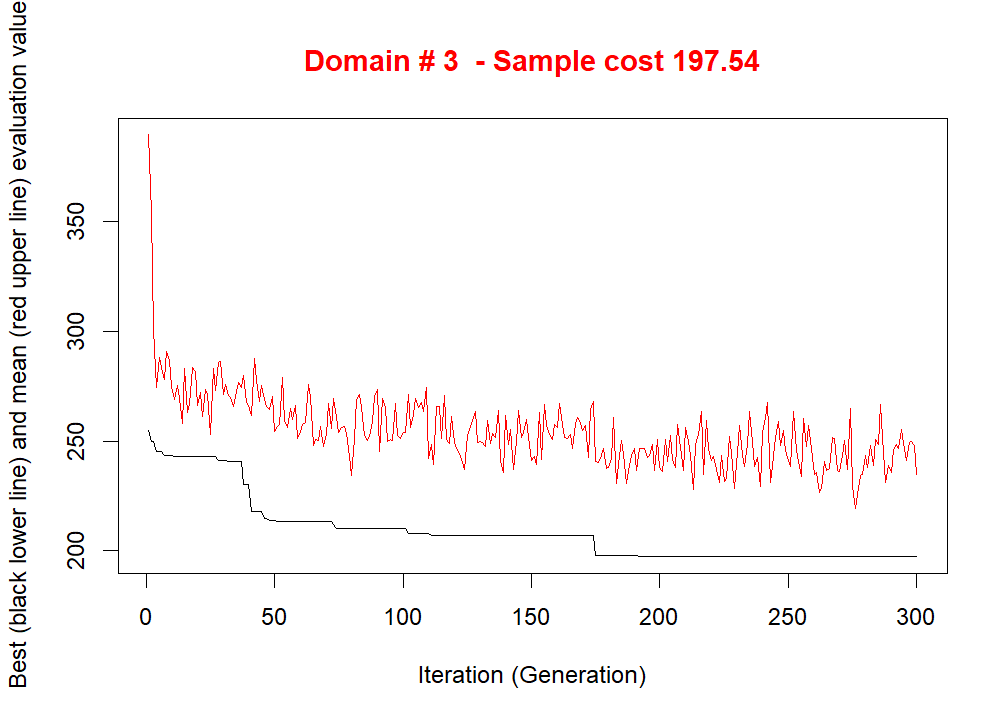 Domain # 3  - Sample cost 197.54
Best (black lower line) and mean (red upper line) evaluation value
350
300
250
200
0 50 100 150 200 250 300
Iteration (Generation)